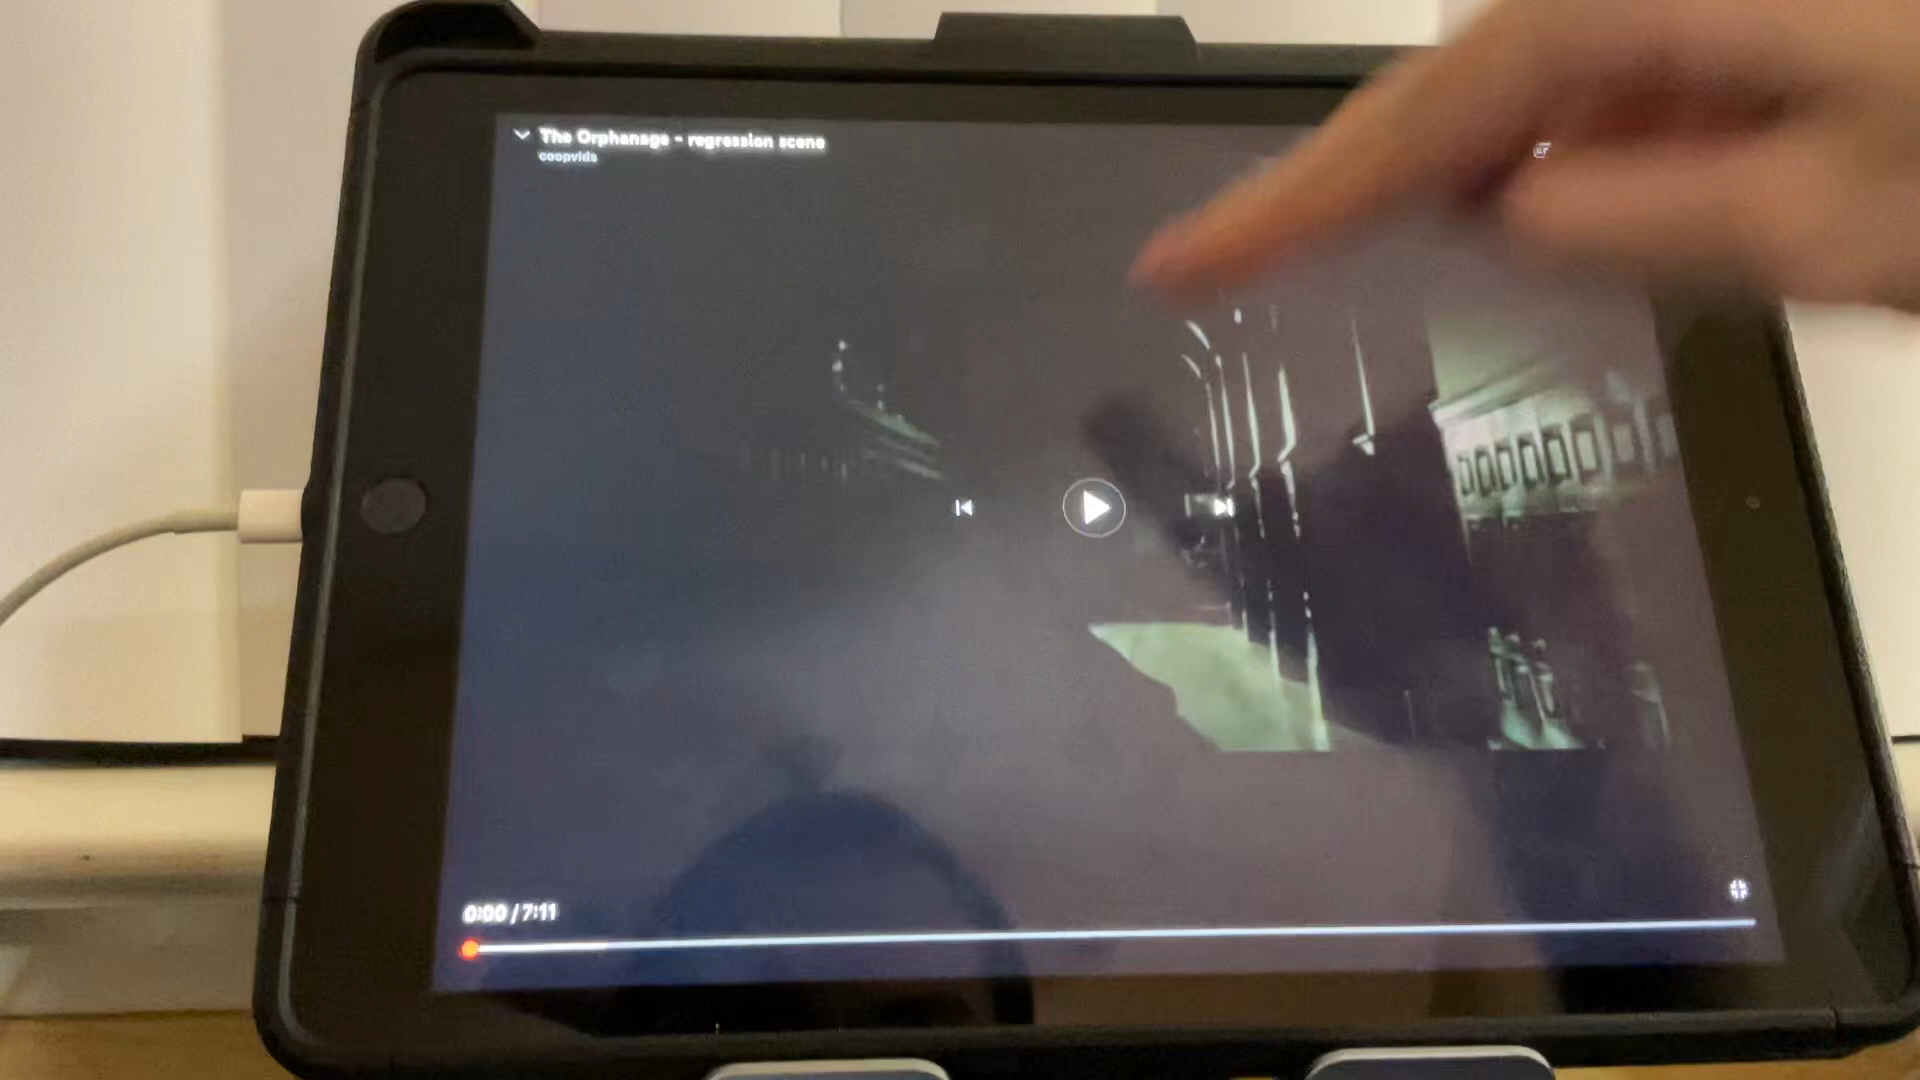 The Orphanage - regression scene
coopvids
0:00 / 7:11